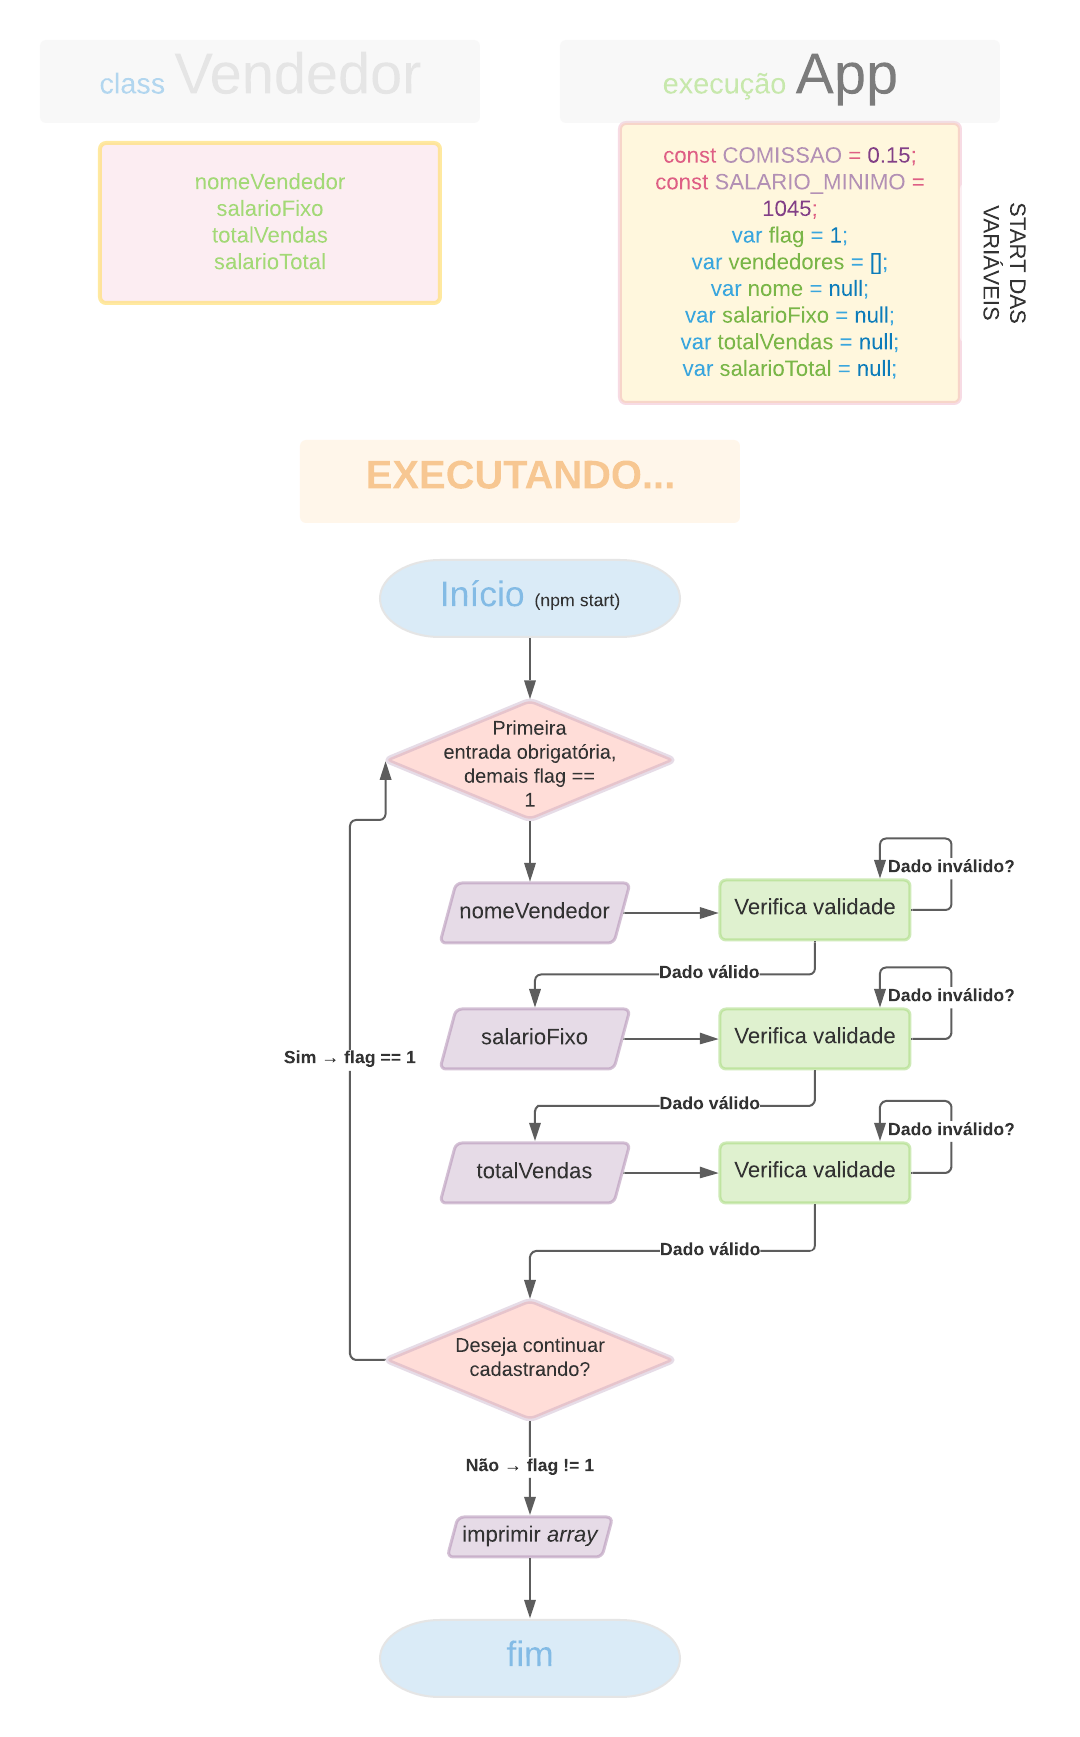 class Vendedor
nomeVendedor
salarioFixo
totalVendas
salarioTotal
execução App
const COMISSAO = 0.15;
const SALARIO_MINIMO =
1045;
var flag = 1;
var vendedores = [];
var nome = null;
var salarioFixo = null;
var totalVendas = null;
var salarioTotal = null;
START DAS
VARIÁVEIS
EXECUTANDO...
Início (npm start)
Primeira
entrada obrigatória,
demais flag ==
1
nomeVendedor
Verifica validade
Dado inválido?
Dado válido
salarioFixo
Verifica validade
Dado inválido?
Sim → flag == 1
Dado válido
totalVendas
Verifica validade
Dado inválido?
Dado válido
Deseja continuar
cadastrando?
Não → flag != 1
imprimir array
fim